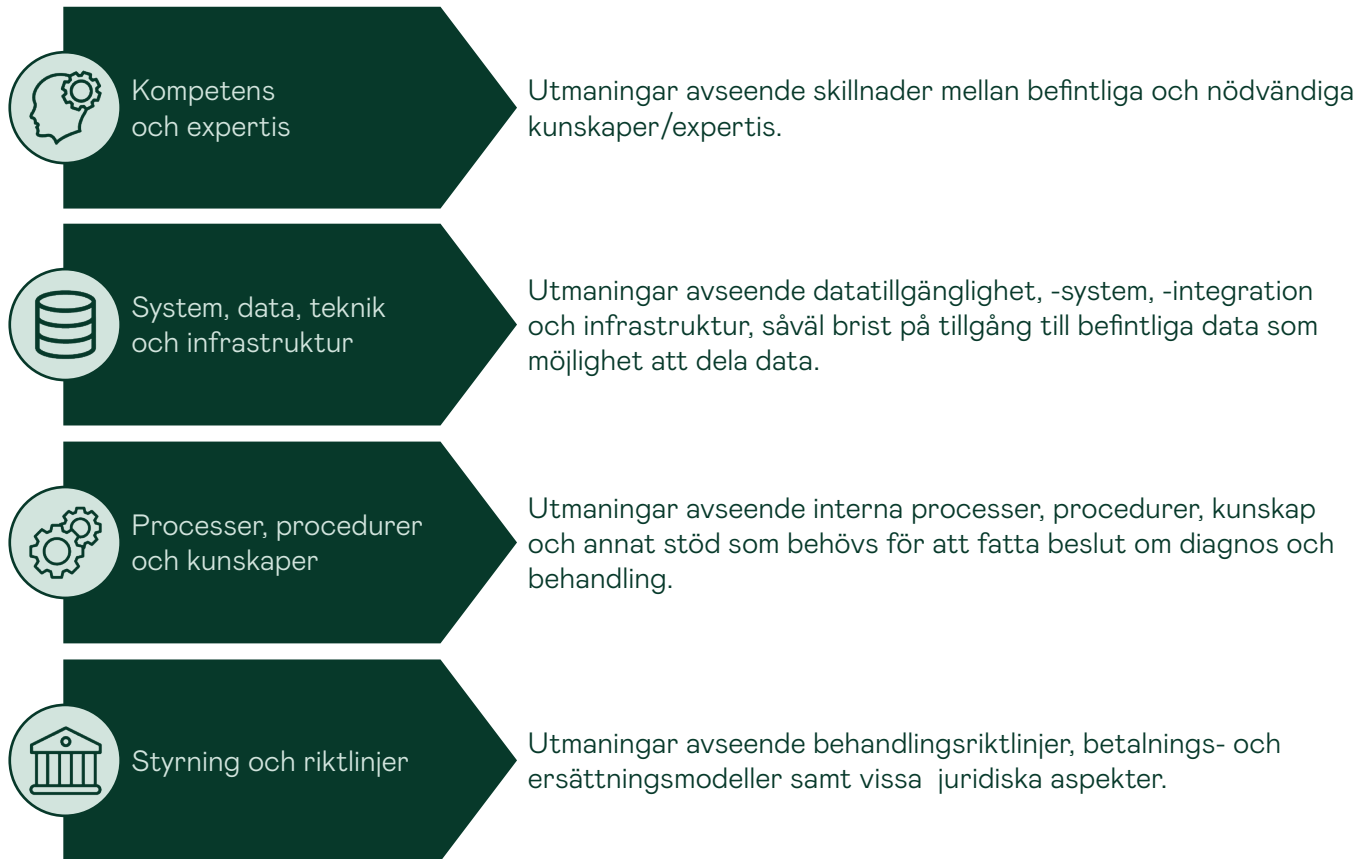 Kompetens
och expertis
Utmaningar avseende skillnader mellan befintliga och nödvändiga
kunskaper/expertis.
System, data, teknik
och infrastruktur
Utmaningar avseende datatillgänglighet, -system, -integration
och infrastruktur, såväl brist på tillgång till befintliga data som
möjlighet att dela data.
Processer, procedurer
och kunskaper
Utmaningar avseende interna processer, procedurer, kunskap
och annat stöd som behövs för att fatta beslut om diagnos och
behandling.
Styrning och riktlinjer
Utmaningar avseende behandlingsriktlinjer, betalnings- och
ersättningsmodeller samt vissa  juridiska aspekter.